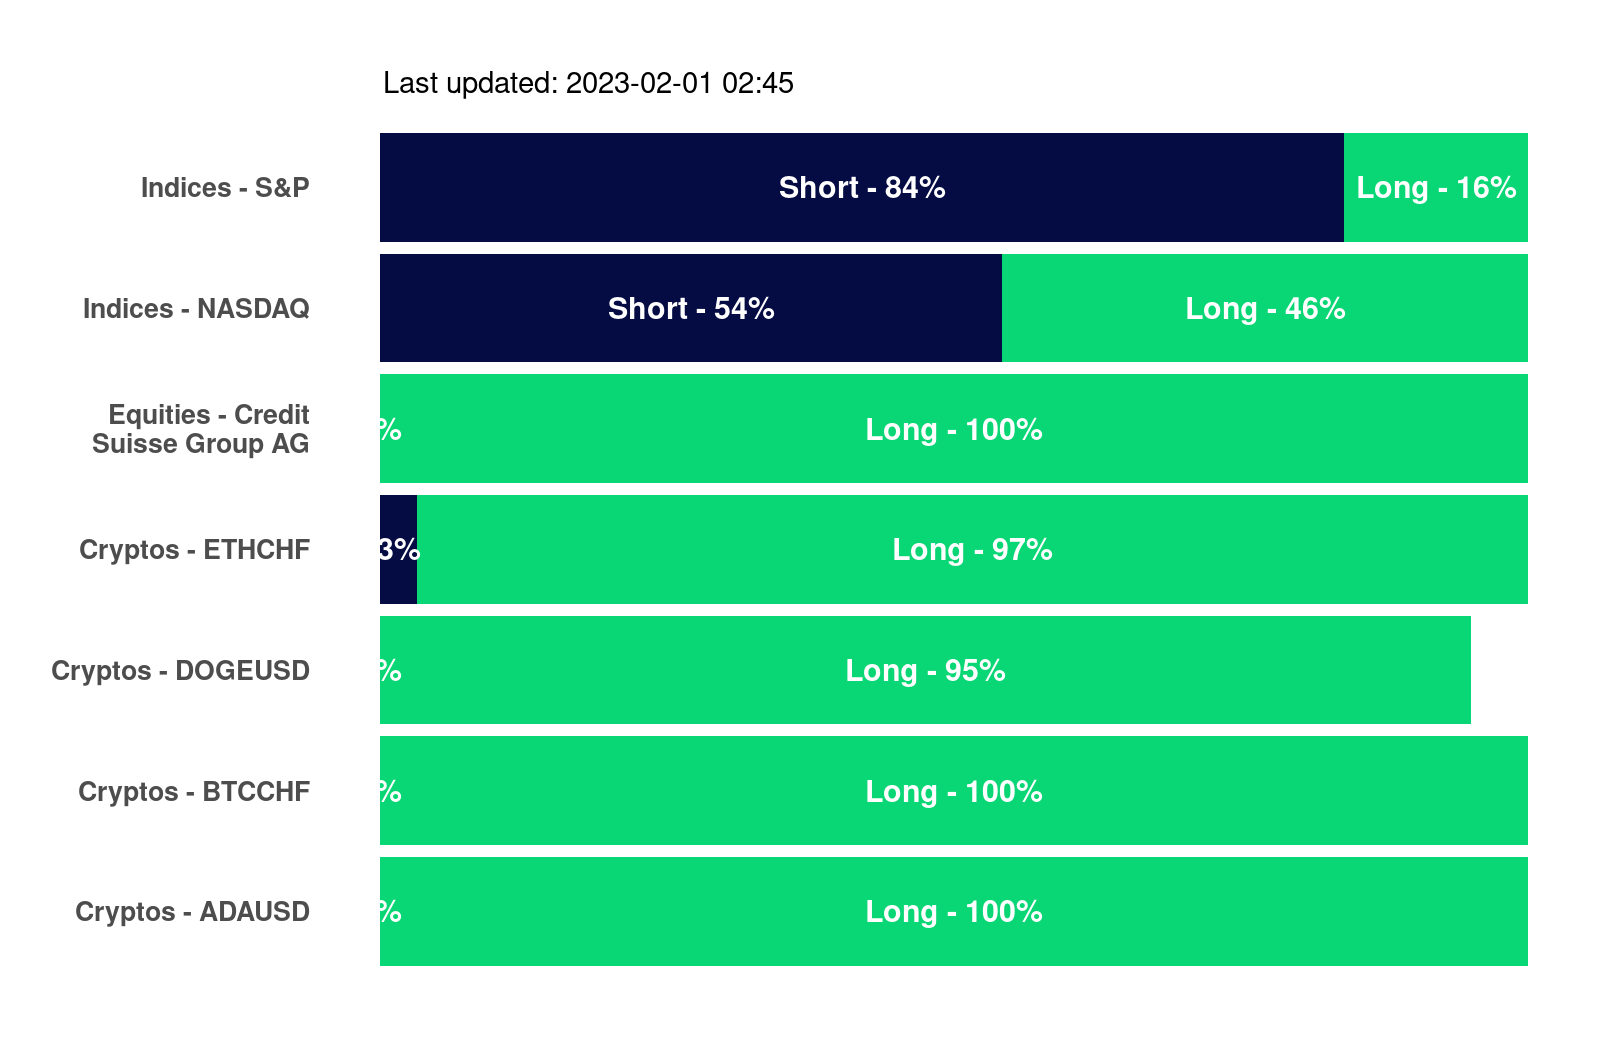 Last updated: 2023-02-01 02:45
Indices - S&P
Short - 84%
Long - 16%
Indices - NASDAQ
Short - 54%
Long - 46%
Equities - Credit
Suisse Group AG
%
Long - 100%
Cryptos - ETHCHF
3%
Long - 97%
Cryptos - DOGEUSD
%
Long - 95%
Cryptos - BTCCHF
%
Long - 100%
Cryptos - ADAUSD
%
Long - 100%